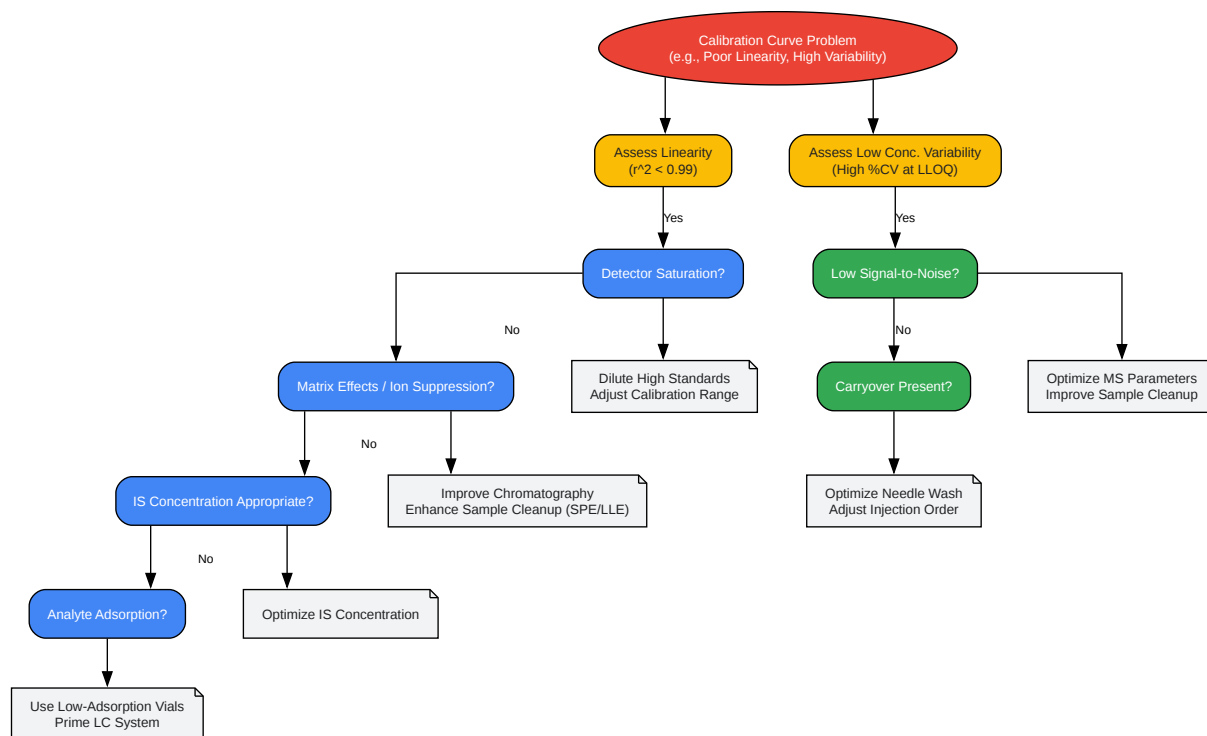 Calibration Curve Problem
(e.g., Poor Linearity, High Variability)
Assess Linearity
(r^2 < 0.99)
Assess Low Conc. Variability
(High %CV at LLOQ)
Yes
Yes
Detector Saturation?
Low Signal-to-Noise?
No
No
Matrix Effects / Ion Suppression?
Dilute High Standards
Adjust Calibration Range
Carryover Present?
Optimize MS Parameters
Improve Sample Cleanup
No
IS Concentration Appropriate?
Improve Chromatography
Enhance Sample Cleanup (SPE/LLE)
Optimize Needle Wash
Adjust Injection Order
No
Analyte Adsorption?
Optimize IS Concentration
Use Low-Adsorption Vials
Prime LC System